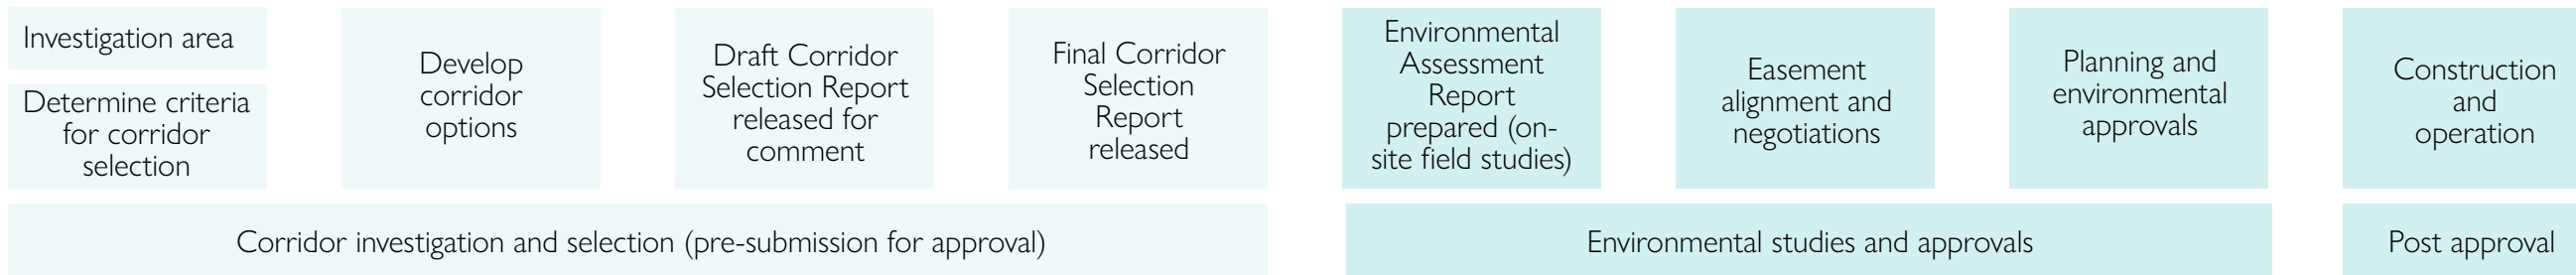 Investigation area
Determine criteria
for corridor
selection
Develop
corridor
options
Draft Corridor
Selection Report
released for
comment
Final Corridor
Selection
Report
released
Environmental
Assessment
Report
prepared (on-
site field studies)
Easement
alignment and
negotiations
Planning and
environmental
approvals
Construction
and
operation
Corridor investigation and selection (pre-submission for approval)
Environmental studies and approvals
Post approval